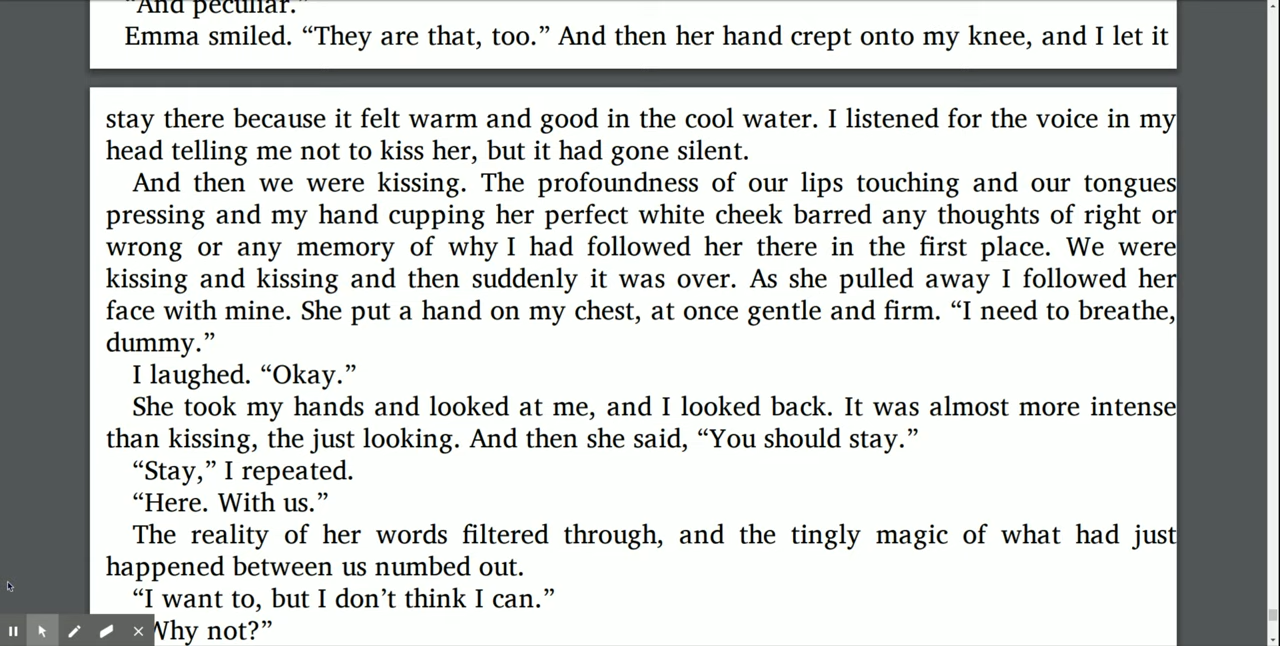 “And peculiar.”
Emma smiled. “They are that, too.” And then her hand crept onto my knee, and I let it
stay there because it felt warm and good in the cool water. I listened for the voice in my
head telling me not to kiss her, but it had gone silent.
And then we were kissing. The profoundness of our lips touching and our tongues
pressing and my hand cupping her perfect white cheek barred any thoughts of right or
wrong or any memory of why I had followed her there in the first place. We were
kissing and kissing and then suddenly it was over. As she pulled away I followed her
face with mine. She put a hand on my chest, at once gentle and firm. “I need to breathe,
dummy.”
I laughed. “Okay.”
She took my hands and looked at me, and I looked back. It was almost more intense
than kissing, the just looking. And then she said, “You should stay.”
“Stay,” I repeated.
“Here. With us.”
The reality of her words filtered through, and the tingly magic of what had just
happened between us numbed out.
“I want to, but I don’t think I can.”
Why not?”